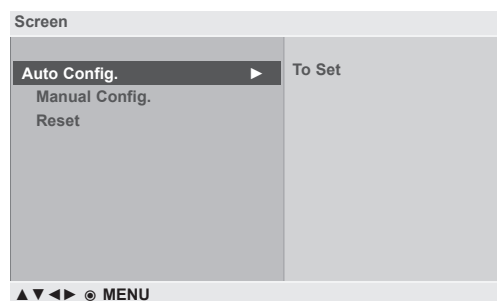 Screen
Auto Config. ► To Set
Manual Config.
Reset
▲▼◄► ◉ MENU